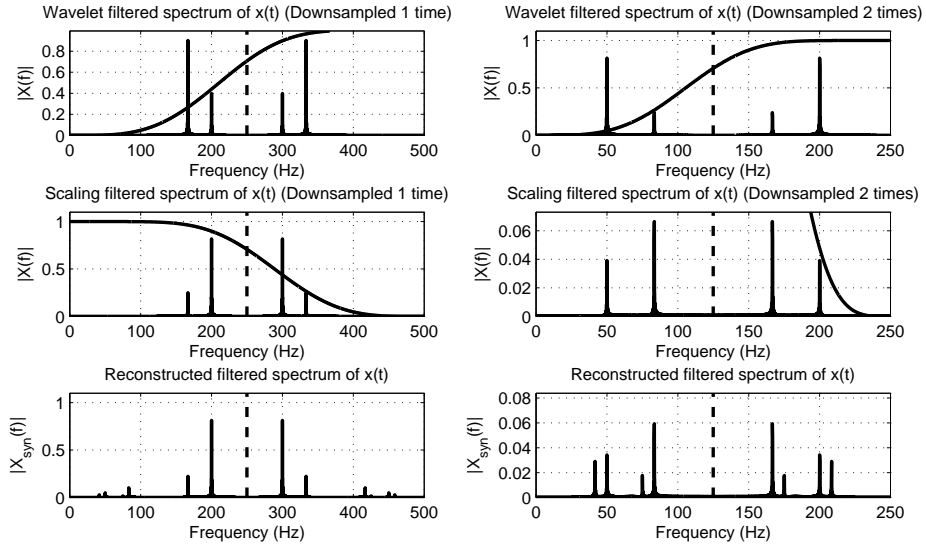 Wavelet filtered spectrum of x(t) (Downsampled 1 time)
|X(f)|
0.8
0.6
0.4
0.2
0
0 100 200 300 400 500
Frequency (Hz)
Wavelet filtered spectrum of x(t) (Downsampled 2 times)
|X(f)|
1
0.5
0
0 50 100 150 200 250
Frequency (Hz)
Scaling filtered spectrum of x(t) (Downsampled 1 time)
|X(f)|
1
0.5
0
0 100 200 300 400 500
Frequency (Hz)
Scaling filtered spectrum of x(t) (Downsampled 2 times)
|X(f)|
0.06
0.04
0.02
0
0 50 100 150 200 250
Frequency (Hz)
Reconstructed filtered spectrum of x(t)
|X_syn(f)|
1
0.5
0
0 100 200 300 400 500
Frequency (Hz)
Reconstructed filtered spectrum of x(t)
|X_syn(f)|
0.08
0.06
0.04
0.02
0
0 50 100 150 200 250
Frequency (Hz)